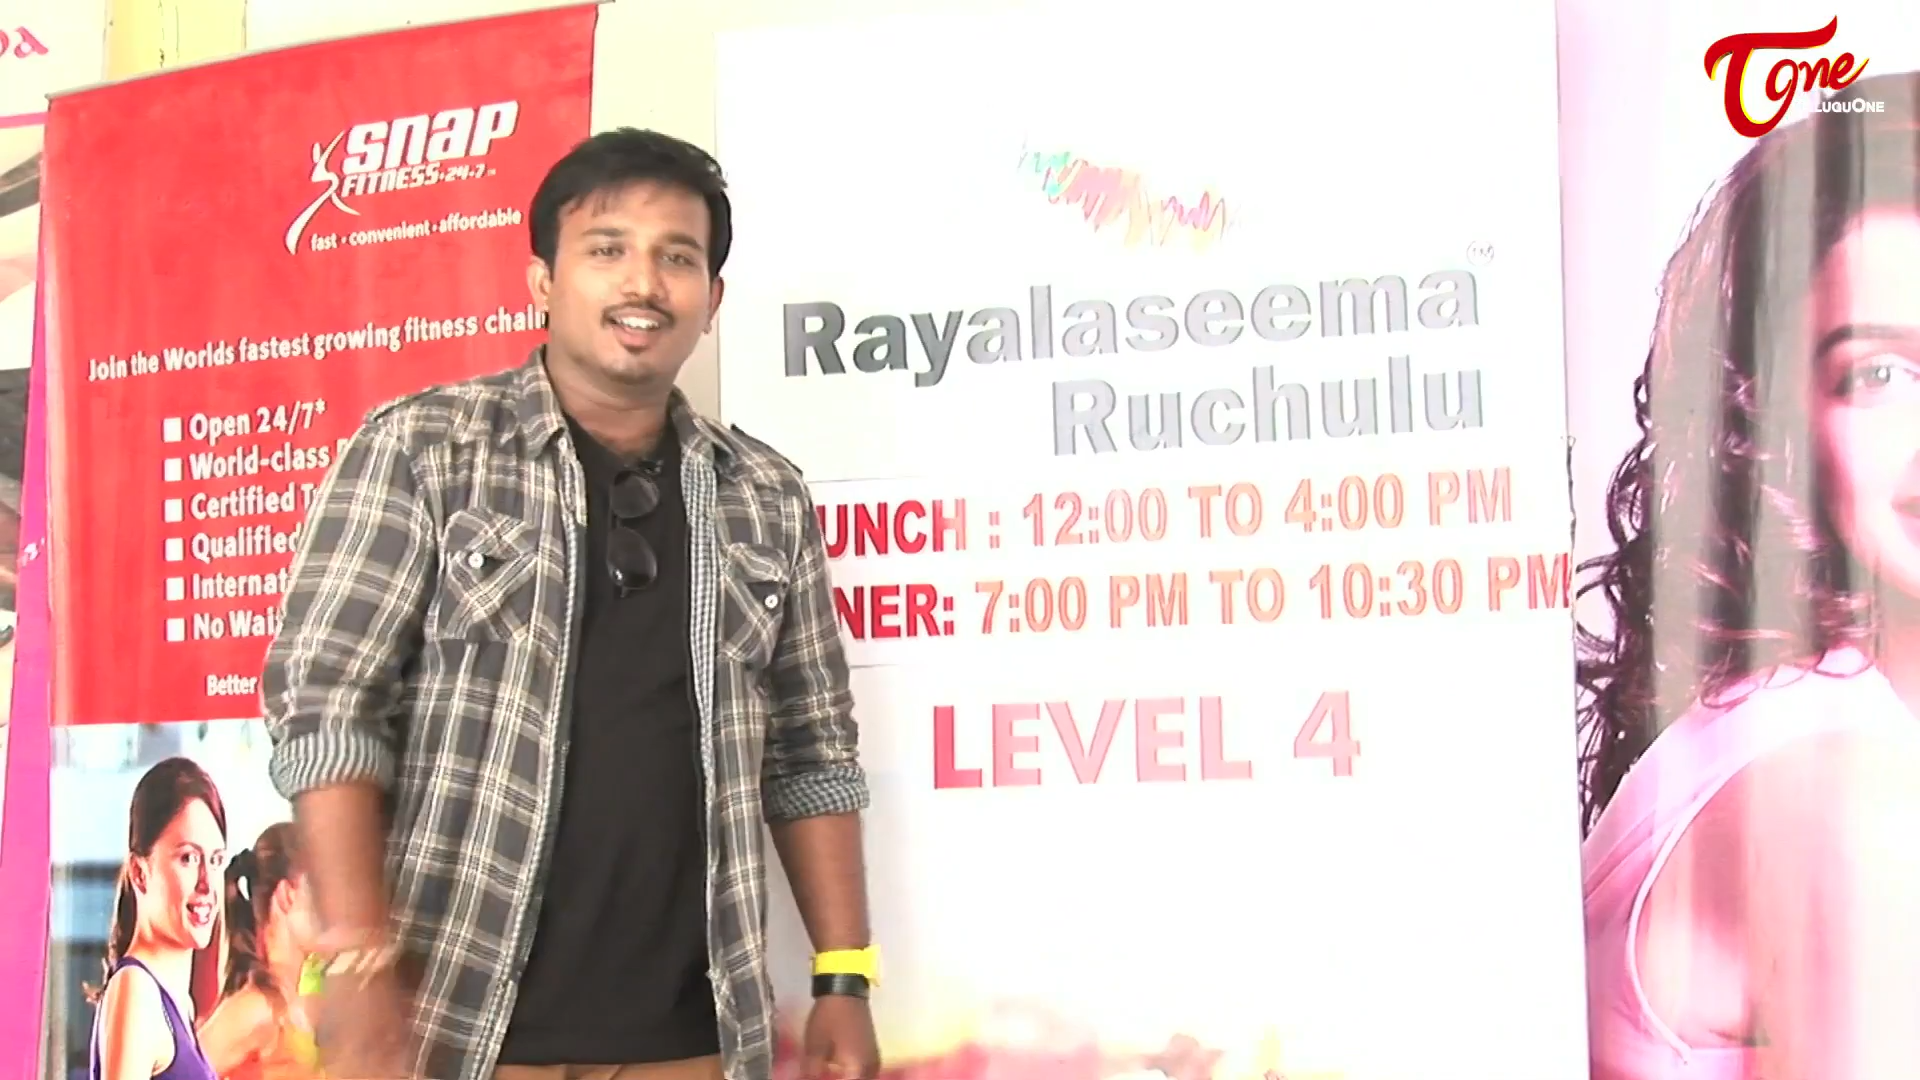 SNAP
FITNESS·24-7
fast · convenient · affordable
Join the Worlds fastest growing fitness chain
Open 24/7*
World-class
Certified
Qualified
No
Better
Rayalaseema TM
Ruchulu
UNCH : 12:00 TO 4:00 PM
NER: 7:00 PM TO 10:30 PM
LEVEL 4
Tone
LUGUONE